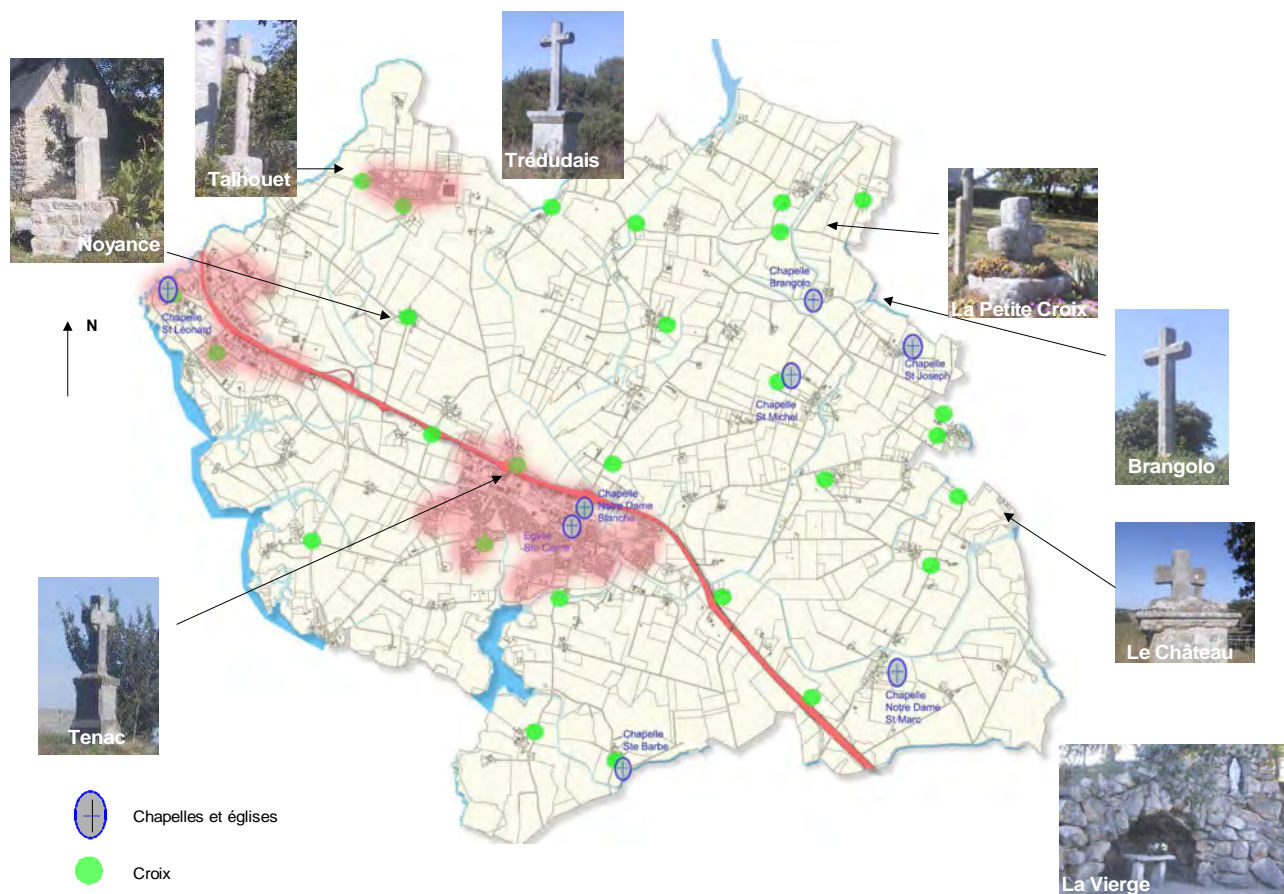 Talhouet
Trédudais
Noyance
La Petite Croix
Brangolo
Le Château
Tenac
La Vierge
N
Chapelle
St Léonard
Chapelle
Brangolo
Chapelle
St Joseph
Chapelle
St Michel
Chapelle
Notre Dame
Blanche
Eglise
Ste
Chapelle
Notre Dame
St Marc
Chapelle
Ste Barbe
Chapelles et églises
Croix